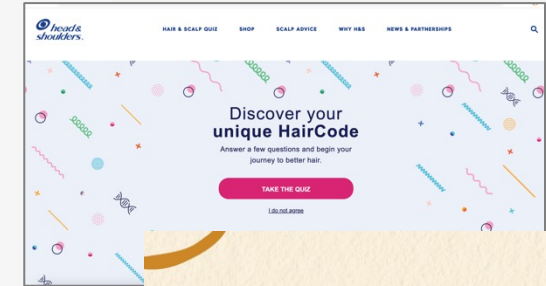 head&
shoulders.
HAIR & SCALP QUIZ SHOP SCALP ADVICE WHY H&S NEWS & PARTNERSHIPS
Discover your
unique HairCode
Answer a few questions and begin your
journey to better hair.
TAKE THE QUIZ
I do not agree